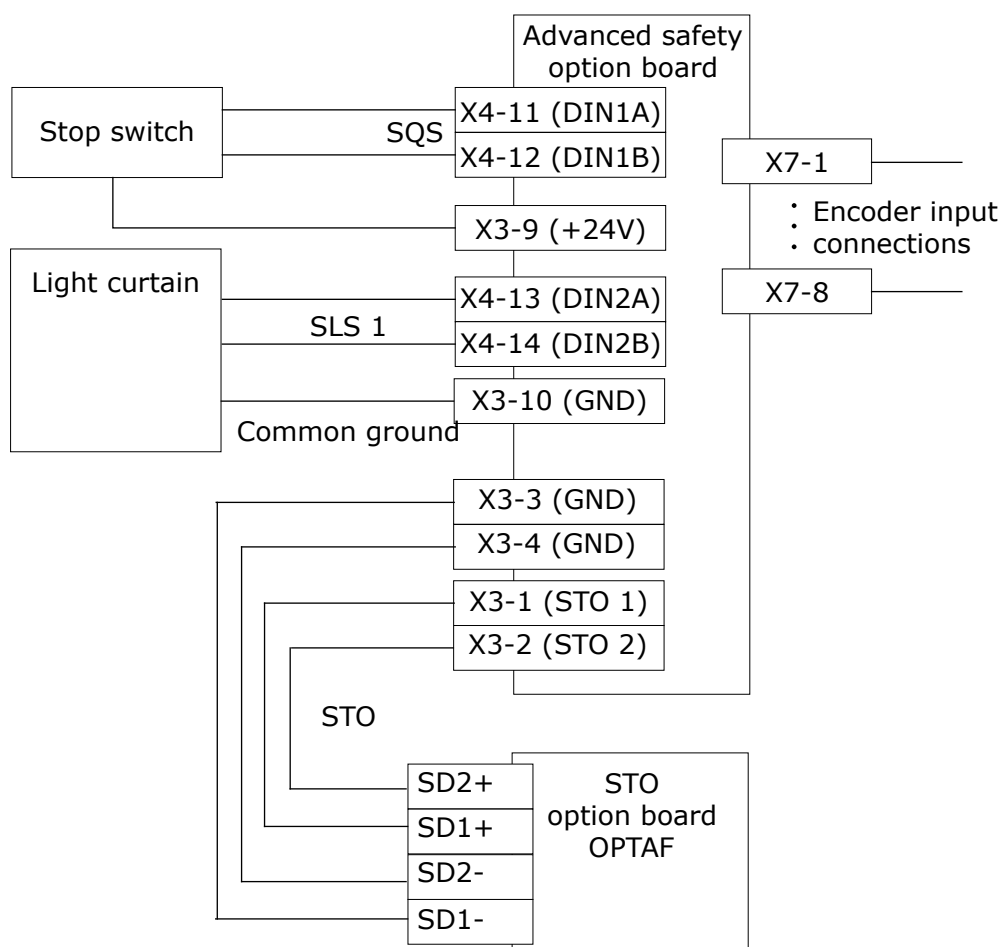 Advanced safety
option board
Stop switch
SQS
X4-11 (DIN1A)
X4-12 (DIN1B)
X3-9 (+24V)
X7-1
Encoder input
connections
X7-8
Light curtain
SLS 1
X4-13 (DIN2A)
X4-14 (DIN2B)
X3-10 (GND)
Common ground
X3-3 (GND)
X3-4 (GND)
X3-1 (STO 1)
X3-2 (STO 2)
STO
SD2+
SD1+
SD2-
SD1-
STO
option board
OPTAF